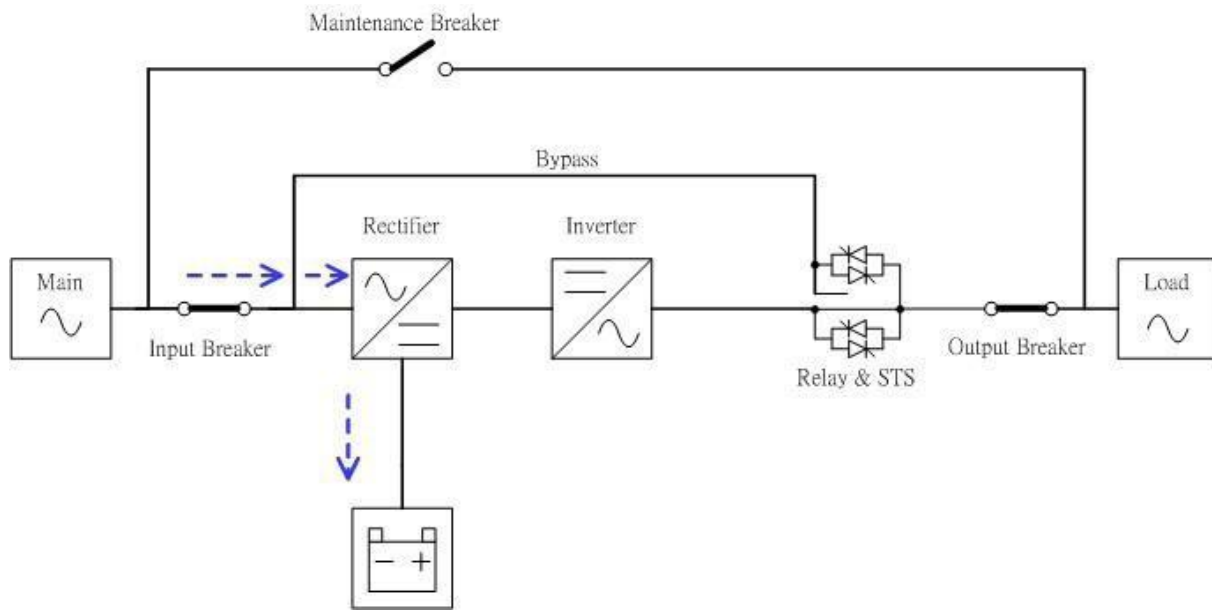 Maintenance Breaker
Bypass
Rectifier
Inverter
Main
Load
Input Breaker
Output Breaker
Relay & STS